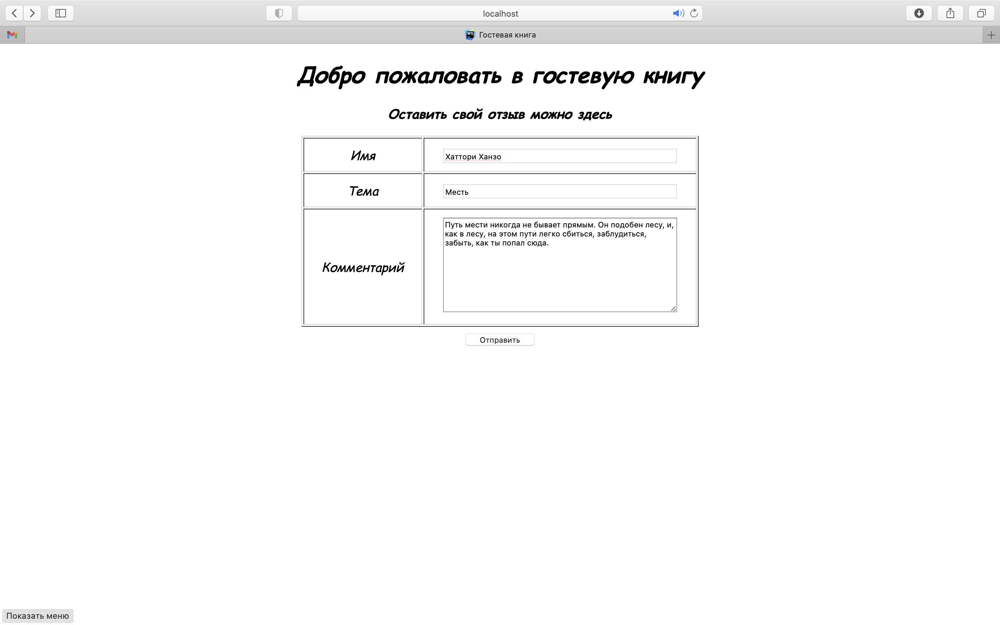 localhost
WS Гостевая книга
Добро пожаловать в гостевую книгу
Оставить свой отзыв можно здесь
Имя
Хаттори Ханзо
Тема
Месть
Комментарий
Путь мести никогда не бывает прямым. Он подобен лесу, и,
как в лесу, на этом пути легко сбиться, заблудиться,
забыть, как ты попал сюда.
Отправить
Показать меню